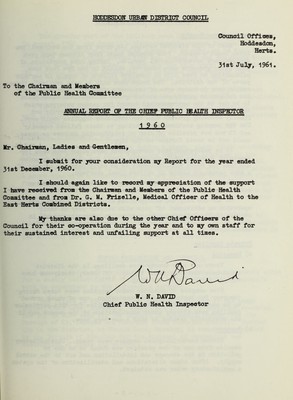 HODDESDON URBAN DISTRICT COUNCIL
Council Offices,
Hoddesdon,
Herts.
31st July, 1961.
To the Chairman and Members
of the Public Health Committee
ANNUAL REPORT OF THE CHIEF PUBLIC HEALTH INSPECTOR
1960
Mr. Chairman, Ladies and Gentlemen,
I submit for your consideration my Report for the year ended
31st December, 1960.
I should again like to record my appreciation of the support
I have received from the Chairman and Members of the Public Health
Committee and from Dr. G. M. Frizelle, Medical Officer of Health to the
East Herts Combined Districts.
My thanks are also due to the other Chief Officers of the
Council for their co-operation during the year and to my own staff for
their sustained interest and unfailing support at all times.
W N David
W. N. DAVID
Chief Public Health Inspector